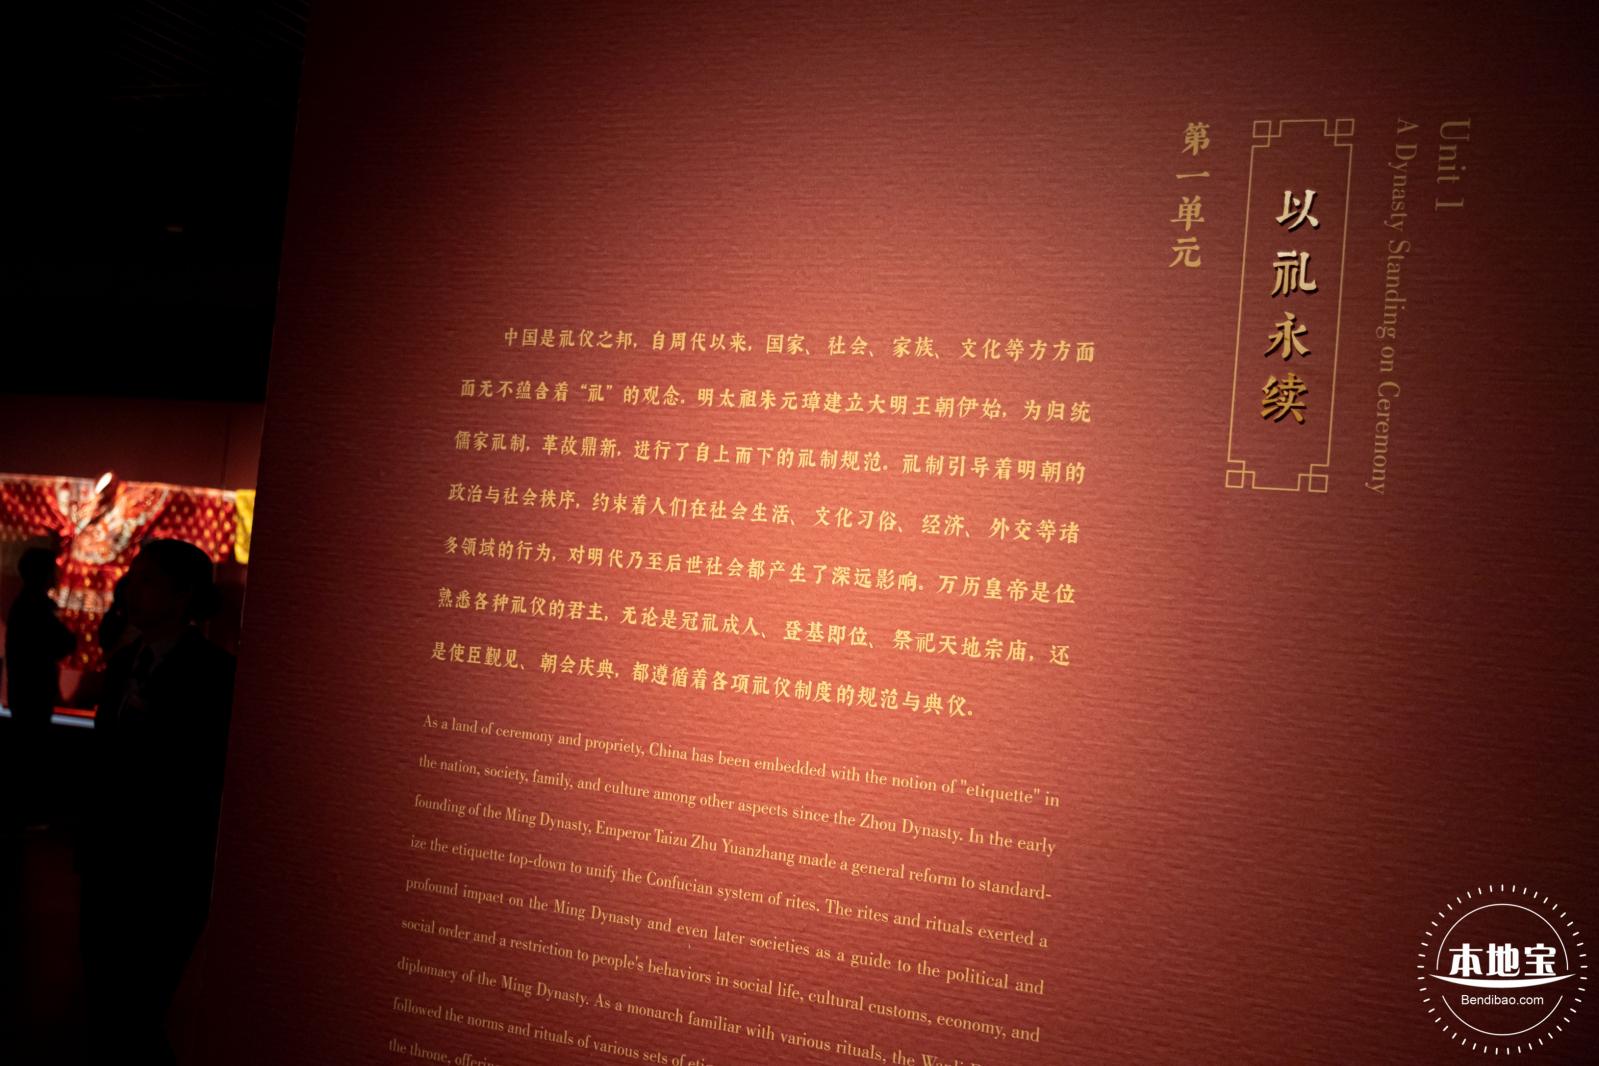 第一单元
以礼永续
Unit 1
A Dynasty Standing on Ceremony
中国是礼仪之邦，自周代以来，国家、社会、家族、文化等方方面
面无不蕴含着“礼”的观念。明太祖朱元璋建立大明王朝伊始，为归统
儒家礼制，革故鼎新，进行了自上而下的礼制规范。礼制引导着明朝的
政治与社会秩序，约束着人们在社会生活、文化习俗、经济、外交等诸
多领域的行为，对明代乃至后世社会都产生了深远影响。万历皇帝是位
熟悉各种礼仪的君主，无论是冠礼成人、登基即位、祭祀天地宗庙，还
是使臣觐见、朝会庆典，都遵循着各项礼仪制度的规范与典仪。
As a land of ceremony and propriety, China has been embedded with the notion of "etiquette" in
the nation, society, family, and culture among other aspects since the Zhou Dynasty. In the early
founding of the Ming Dynasty, Emperor Taizu Zhu Yuanzhang made a general reform to standard-
ize the etiquette top-down to unify the Confucian system of rites. The rites and rituals exerted a
profound impact on the Ming Dynasty and even later societies as a guide to the political and
social order and a restriction to people's behaviors in social life, cultural customs, economy, and
diplomacy of the Ming Dynasty. As a monarch familiar with various rituals, the
followed the norms and rituals of various sets of
the throne,
本地宝
Bendibao.com